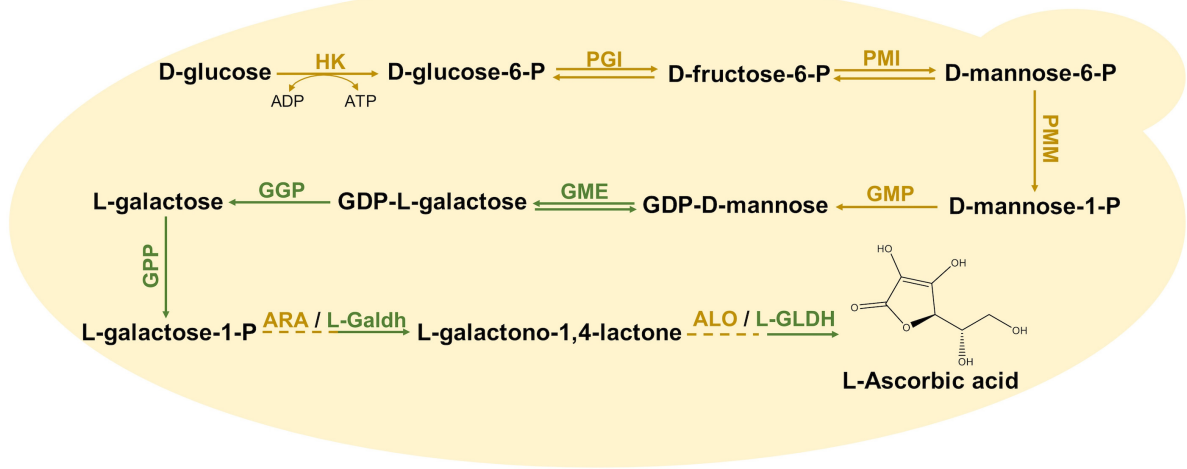 D-glucose HK D-glucose-6-P PGI D-fructose-6-P PMI D-mannose-6-P
ADP ATP
PMM
L-galactose GGP GDP-L-galactose GME GDP-D-mannose GMP D-mannose-1-P
GPP
HO OH
O O OH
OH
L-galactose-1-P ARA / L-Galdh L-galactono-1,4-lactone ALO / L-GLDH
L-Ascorbic acid